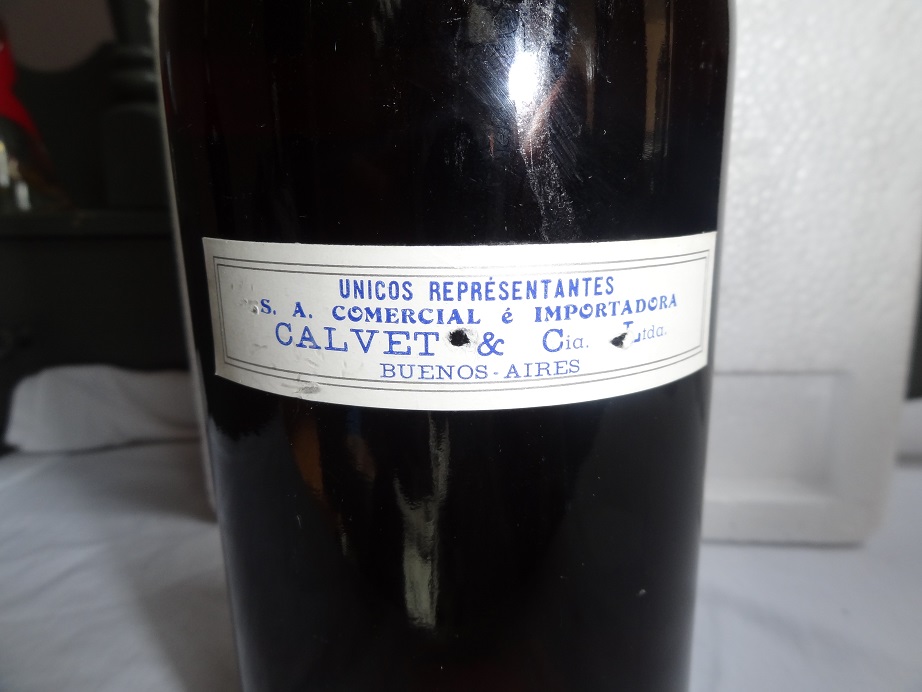 UNICOS REPRÉSENTANTES
S. A. COMERCIAL é IMPORTADORA
CALVET & Cia. Ltda.
BUENOS-AIRES